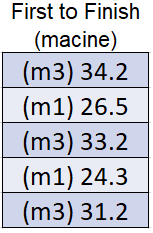 First to Finish
(macine)
(m3) 34.2
(m1) 26.5
(m3) 33.2
(m1) 24.3
(m3) 31.2